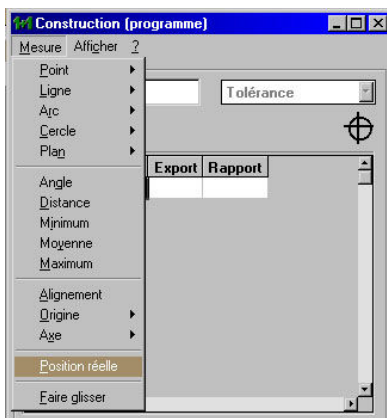 Construction (programme)
Mesure Afficher ?
Point
Ligne
Tolérance
Arc
Cercle
Plan
Export Rapport
Angle
Distance
Minimum
Moyenne
Maximum
Alignement
Origine
Axe
Position réelle
Faire glisser